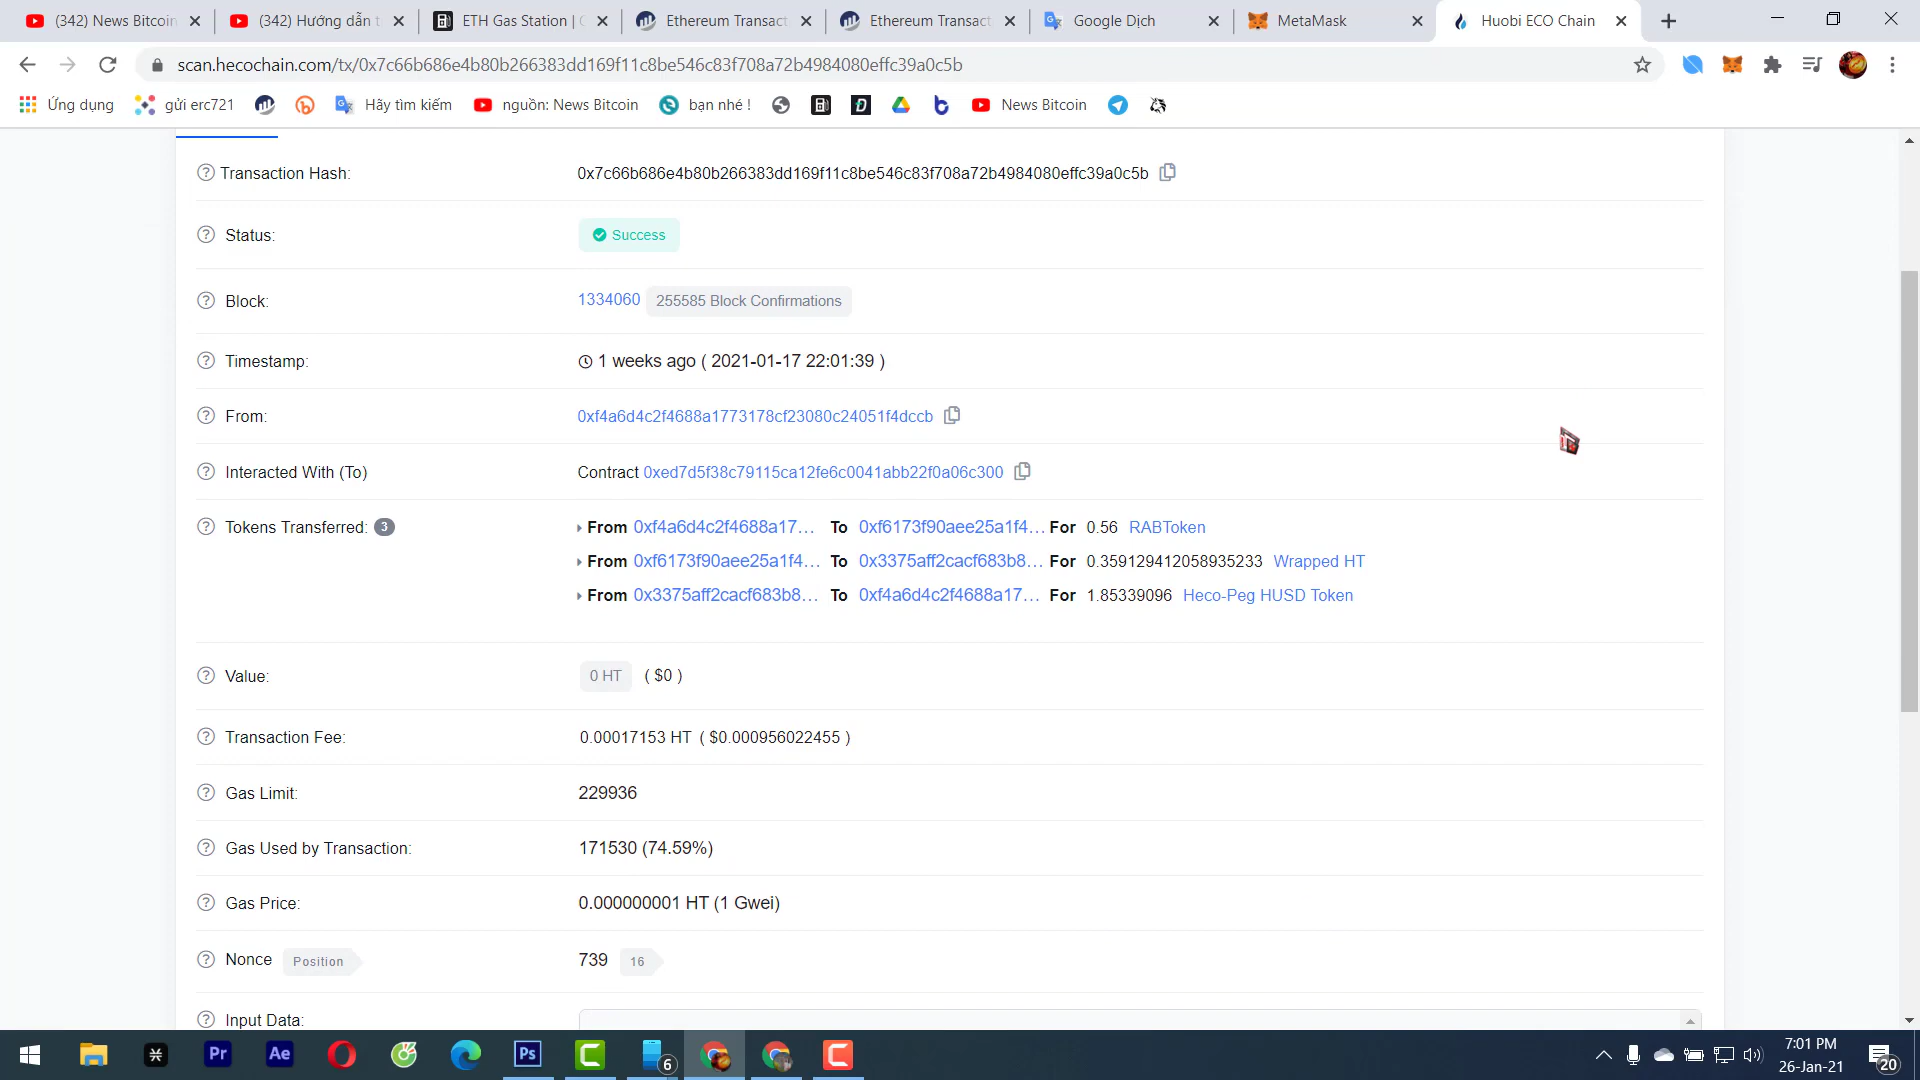 (342) News Bitcoin
(342) Hướng dẫn t
ETH Gas Station | C
Ethereum Transact
Ethereum Transact
Google Dịch
MetaMask
Huobi ECO Chain
scan.hecochain.com/tx/0x7c66b686e4b80b266383dd169f11c8be546c83f708a72b4984080effc39a0c5b
Ứng dụng
gửi erc721
Hãy tìm kiếm
nguồn: News Bitcoin
bạn nhé !
News Bitcoin
Transaction Hash: 0x7c66b686e4b80b266383dd169f11c8be546c83f708a72b4984080effc39a0c5b
Status: Success
Block: 1334060 255585 Block Confirmations
Timestamp: 1 weeks ago ( 2021-01-17 22:01:39 )
From: 0xf4a6d4c2f4688a1773178cf23080c24051f4dccb
Interacted With (To) Contract 0xed7d5f38c79115ca12fe6c0041abb22f0a06c300
Tokens Transferred: 3 From 0xf4a6d4c2f4688a17... To 0xf6173f90aee25a1f4... For 0.56 RABToken
From 0xf6173f90aee25a1f4... To 0x3375aff2cacf683b8... For 0.359129412058935233 Wrapped HT
From 0x3375aff2cacf683b8... To 0xf4a6d4c2f4688a17... For 1.85339096 Heco-Peg HUSD Token
Value: 0 HT ( $0 )
Transaction Fee: 0.00017153 HT ( $0.000956022455 )
Gas Limit: 229936
Gas Used by Transaction: 171530 (74.59%)
Gas Price: 0.000000001 HT (1 Gwei)
Nonce Position 739 16
Input Data:
Pr
Ae
Ps
6
7:01 PM
26-Jan-21
20